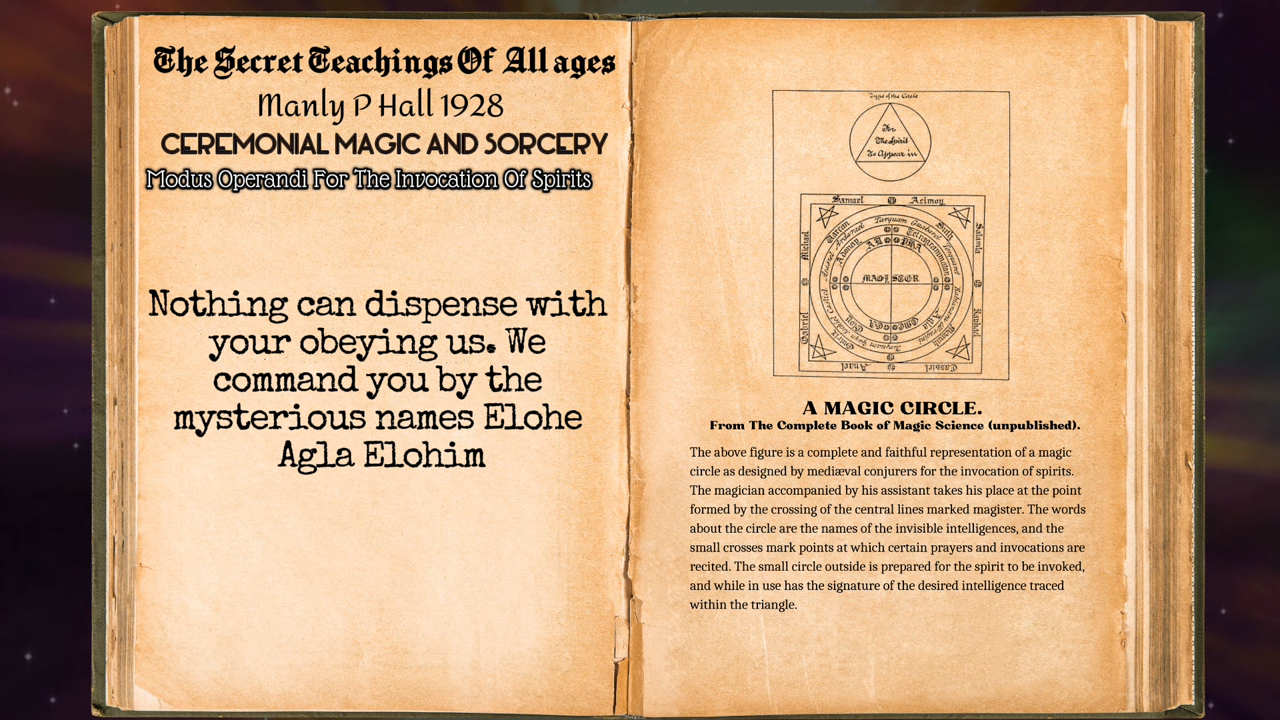 The Secret Teachings Of All ages
Manly P Hall 1928
CEREMONIAL MAGIC AND SORCERY
Modus Operandi For The Invocation Of Spirits
Nothing can dispense with
your obeying us. We
command you by the
mysterious names Elohe
Agla Elohim
Type of the Circle
For
The Spirit
To Appear in
Samael
Michael
Gabriel
Raphael
Anael
Cassiel
MAGISTER
A MAGIC CIRCLE.
From The Complete Book of Magic Science (unpublished).
The above figure is a complete and faithful representation of a magic
circle as designed by mediæval conjurers for the invocation of spirits.
The magician accompanied by his assistant takes his place at the point
formed by the crossing of the central lines marked magister. The words
about the circle are the names of the invisible intelligences, and the
small crosses mark points at which certain prayers and invocations are
recited. The small circle outside is prepared for the spirit to be invoked,
and while in use has the signature of the desired intelligence traced
within the triangle.